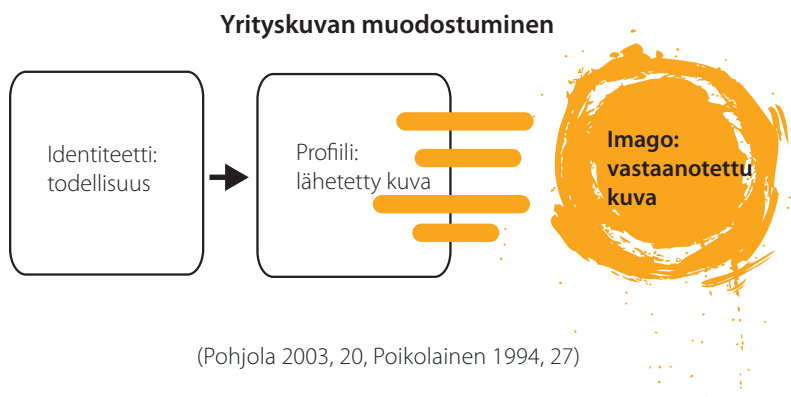 Yrityskuvan muodostuminen
Identiteetti:
todellisuus
Profiili:
lähetetty kuva
Imago:
vastaanotettu
kuva
(Pohjola 2003, 20, Poikolainen 1994, 27)